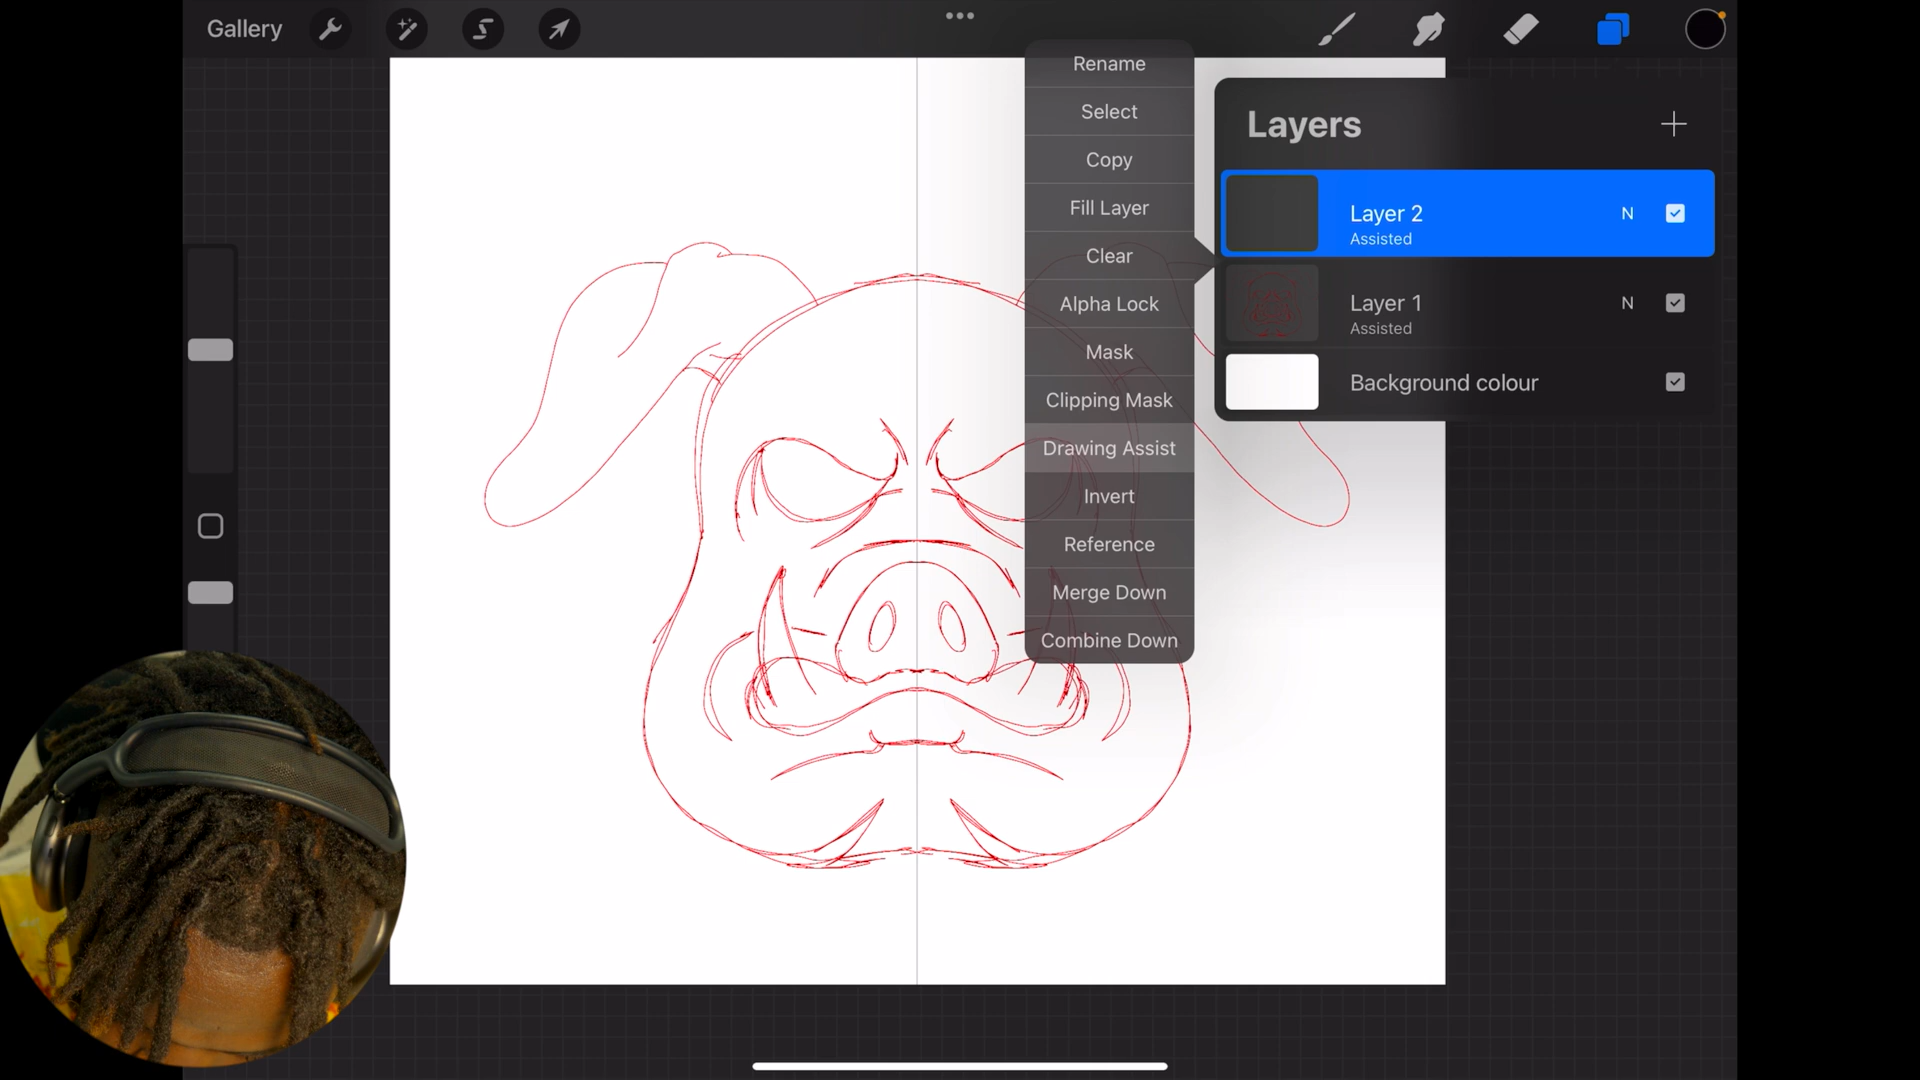 Gallery
Rename
Select
Copy
Fill Layer
Clear
Alpha Lock
Mask
Clipping Mask
Drawing Assist
Invert
Reference
Merge Down
Combine Down
Layers
Layer 2 N
Assisted
Layer 1 N
Assisted
Background colour